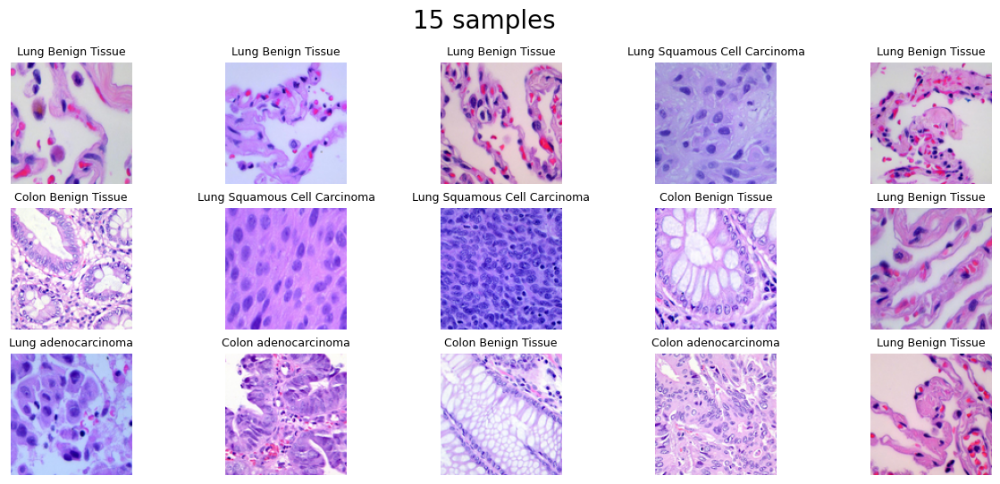 15 samples
Lung Benign Tissue
Lung Benign Tissue
Lung Benign Tissue
Lung Squamous Cell Carcinoma
Lung Benign Tissue
Colon Benign Tissue
Lung Squamous Cell Carcinoma
Lung Squamous Cell Carcinoma
Colon Benign Tissue
Lung Benign Tissue
Lung adenocarcinoma
Colon adenocarcinoma
Colon Benign Tissue
Colon adenocarcinoma
Lung Benign Tissue